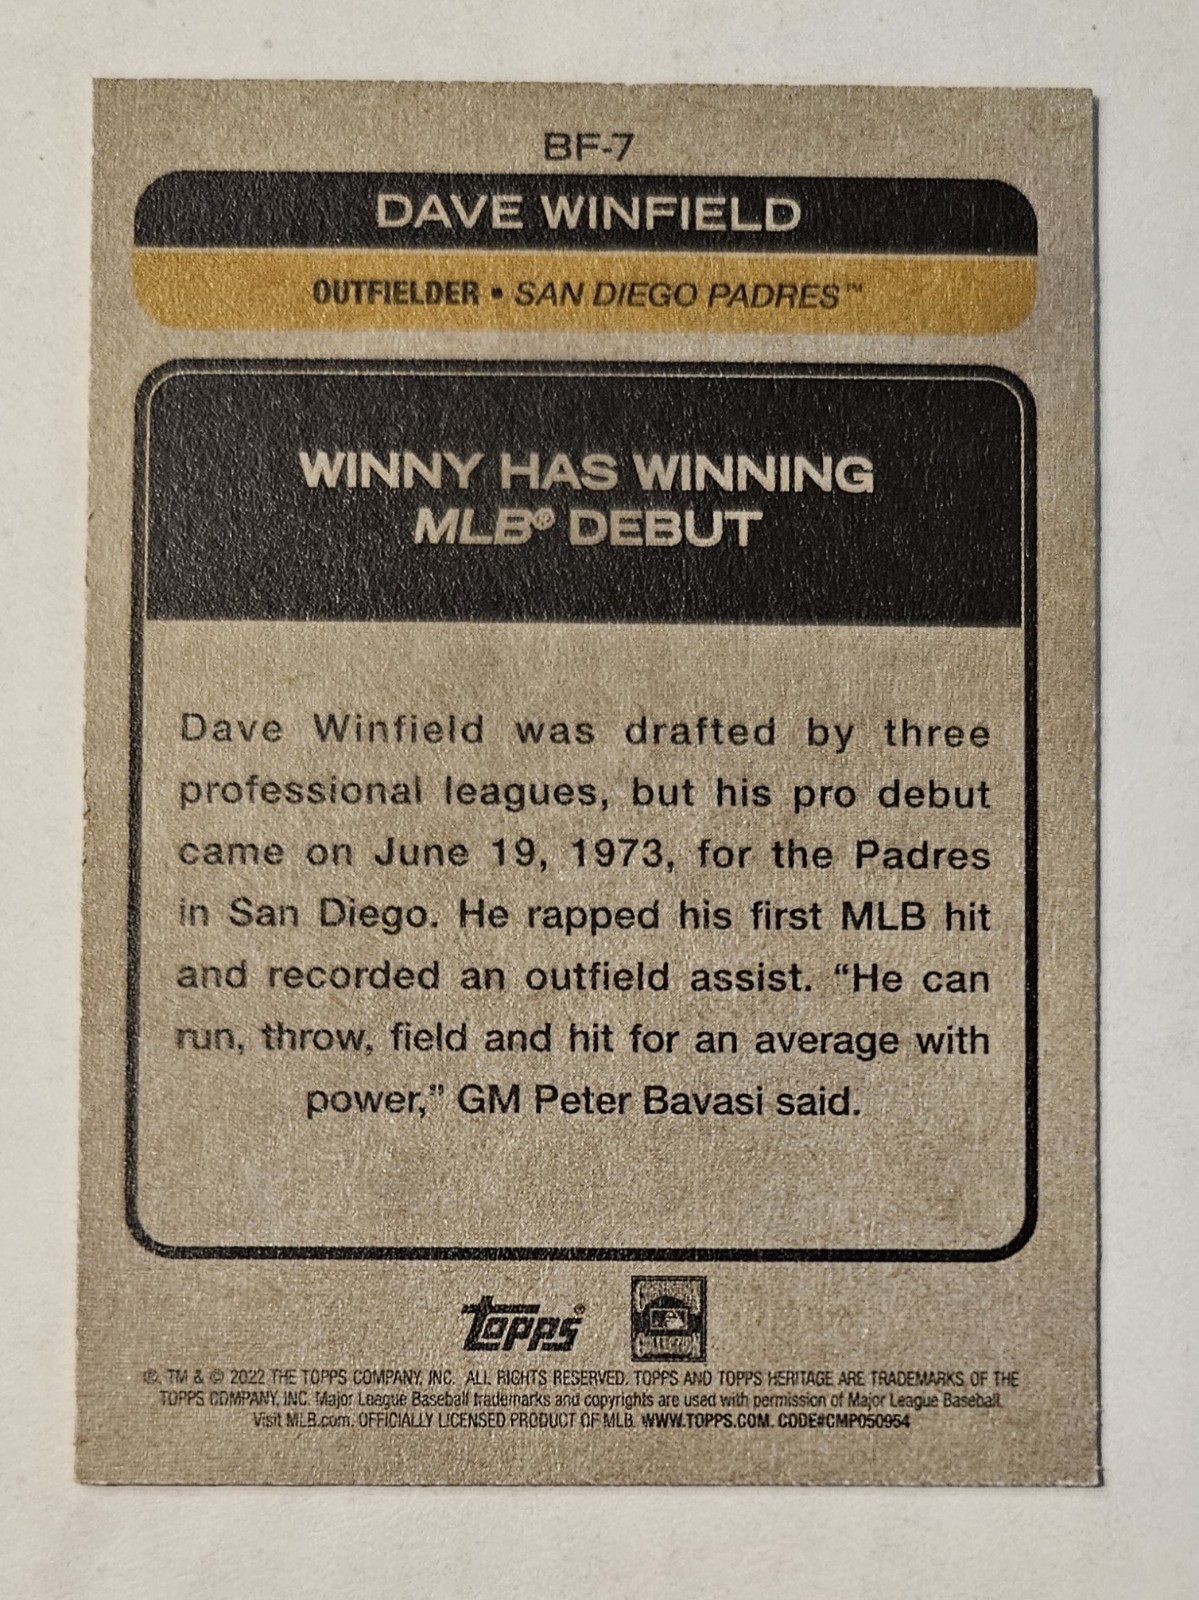 BF-7
DAVE WINFIELD
OUTFIELDER • SAN DIEGO PADRES™
WINNY HAS WINNING
MLB® DEBUT
Dave Winfield was drafted by three
professional leagues, but his pro debut
came on June 19, 1973, for the Padres
in San Diego. He rapped his first MLB hit
and recorded an outfield assist. “He can
run, throw, field and hit for an average with
power,” GM Peter Bavasi said.
Topps®
®, TM & © 2022 THE TOPPS COMPANY, INC. ALL RIGHTS RESERVED. TOPPS AND TOPPS HERITAGE ARE TRADEMARKS OF THE
TOPPS COMPANY, INC. Major League Baseball trademarks and copyrights are used with permission of Major League Baseball.
Visit MLB.com. OFFICIALLY LICENSED PRODUCT OF MLB. WWW.TOPPS.COM. CODE#CMP050954